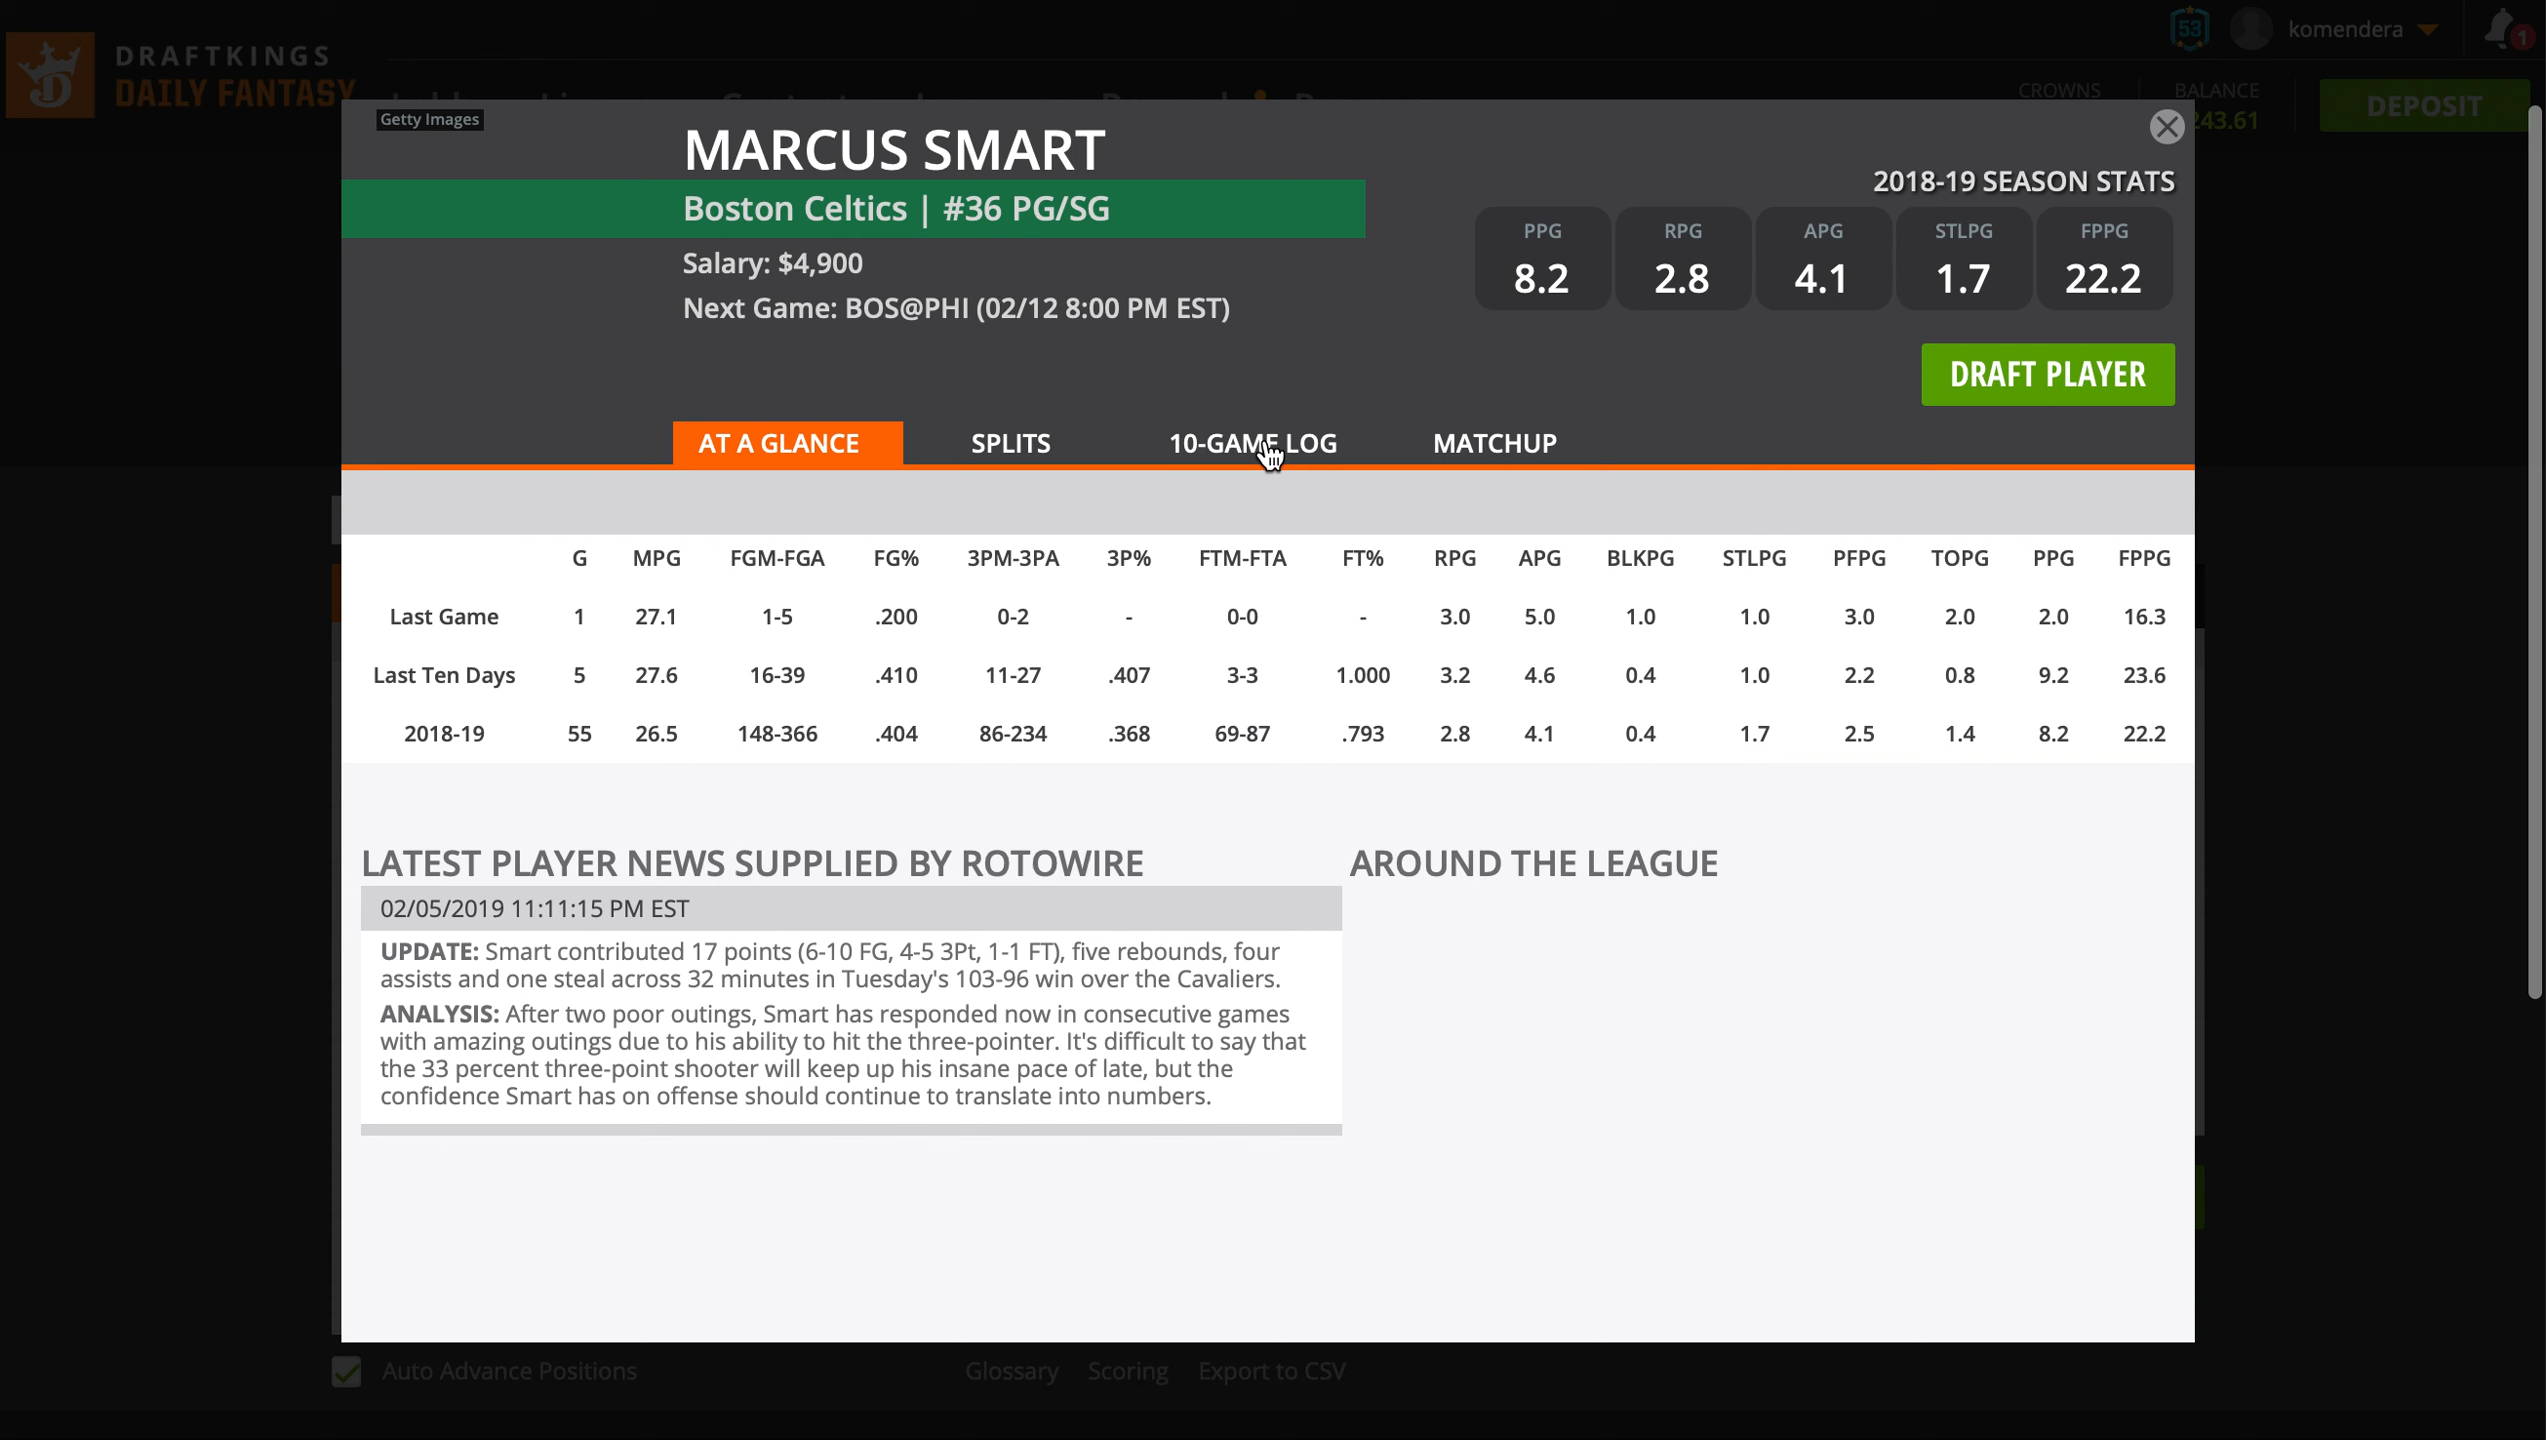 DRAFTKINGS
DAILY FANTASY
53
komendera
1
CROWNS
BALANCE
243.61
DEPOSIT
Getty Images
MARCUS SMART
Boston Celtics | #36 PG/SG
Salary: $4,900
Next Game: BOS@PHI (02/12 8:00 PM EST)
2018-19 SEASON STATS
PPG RPG APG STLPG FPPG
8.2 2.8 4.1 1.7 22.2
DRAFT PLAYER
AT A GLANCE SPLITS 10-GAME LOG MATCHUP
G MPG FGM-FGA FG% 3PM-3PA 3P% FTM-FTA FT% RPG APG BLKPG STLPG PFPG TOPG PPG FPPG
Last Game 1 27.1 1-5 .200 0-2 - 0-0 - 3.0 5.0 1.0 1.0 3.0 2.0 2.0 16.3
Last Ten Days 5 27.6 16-39 .410 11-27 .407 3-3 1.000 3.2 4.6 0.4 1.0 2.2 0.8 9.2 23.6
2018-19 55 26.5 148-366 .404 86-234 .368 69-87 .793 2.8 4.1 0.4 1.7 2.5 1.4 8.2 22.2
LATEST PLAYER NEWS SUPPLIED BY ROTOWIRE
02/05/2019 11:11:15 PM EST
UPDATE: Smart contributed 17 points (6-10 FG, 4-5 3Pt, 1-1 FT), five rebounds, four
assists and one steal across 32 minutes in Tuesday's 103-96 win over the Cavaliers.
ANALYSIS: After two poor outings, Smart has responded now in consecutive games
with amazing outings due to his ability to hit the three-pointer. It's difficult to say that
the 33 percent three-point shooter will keep up his insane pace of late, but the
confidence Smart has on offense should continue to translate into numbers.
AROUND THE LEAGUE
Auto Advance Positions
Glossary Scoring Export to CSV